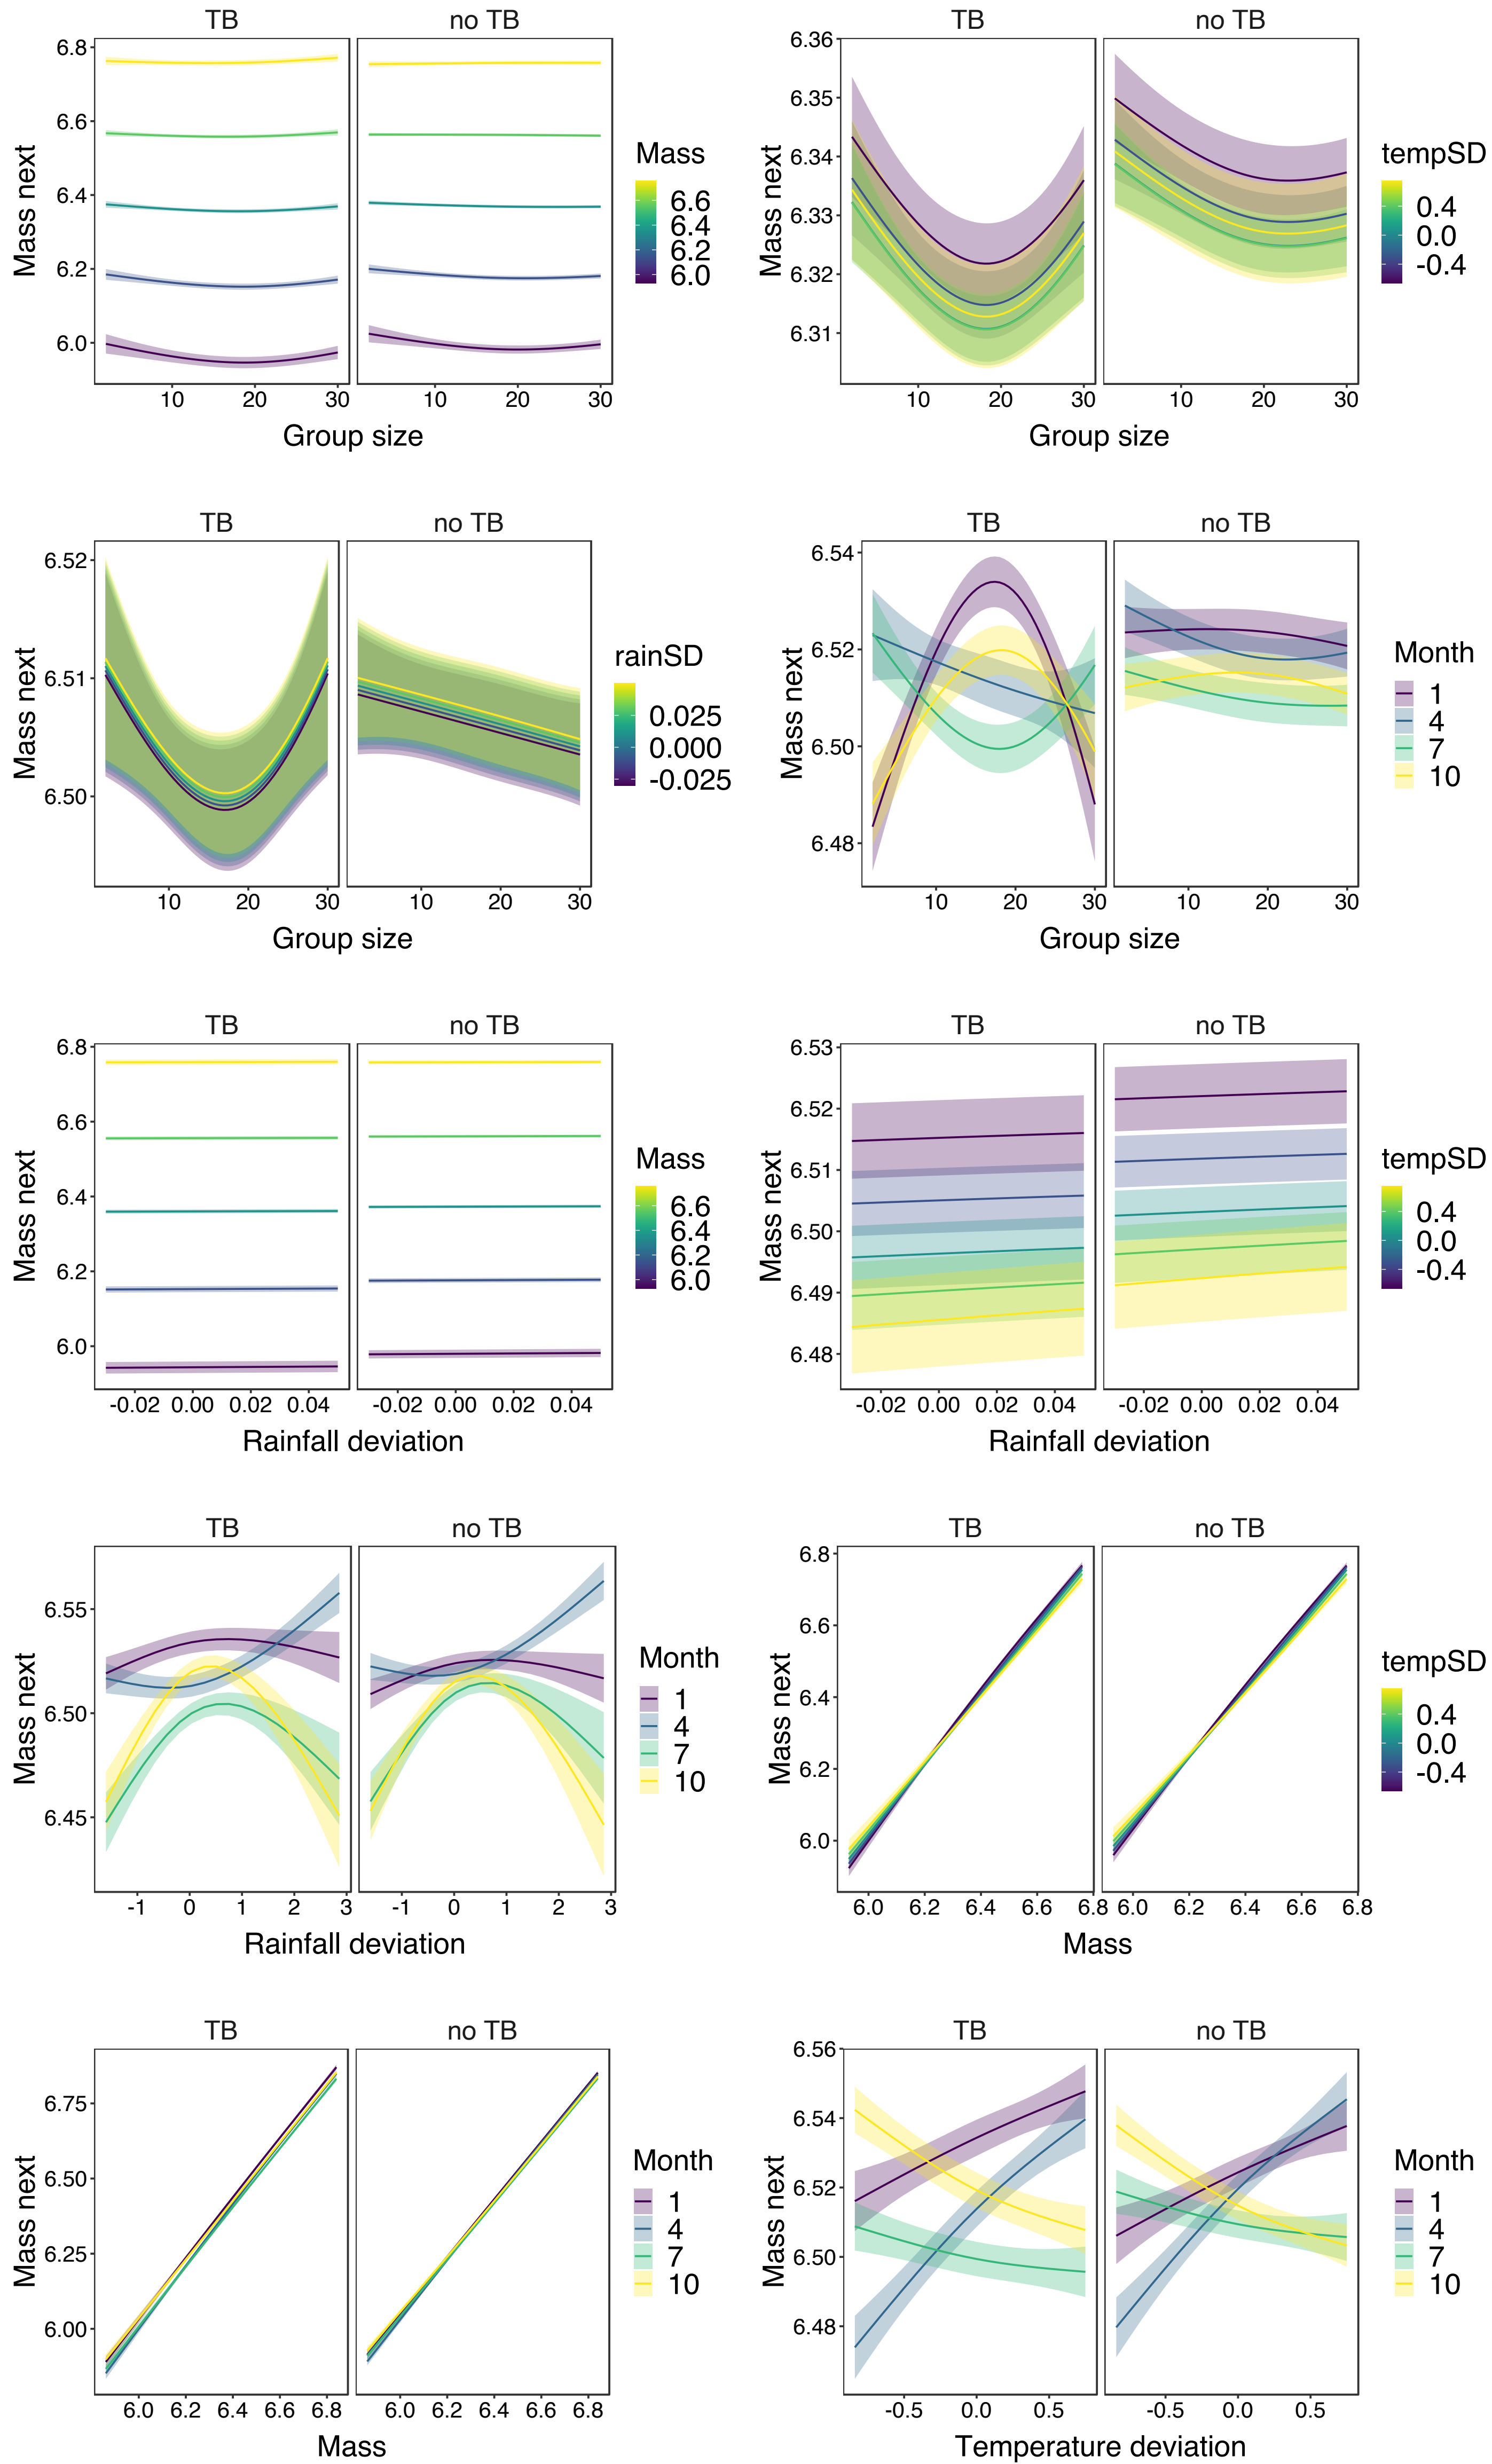 TB no TB
6.8
6.6
6.4
6.2
6.0
Mass next
10 20 30 10 20 30
Group size
Mass
6.6
6.4
6.2
6.0
TB no TB
6.36
6.35
6.34
6.33
6.32
6.31
Mass next
10 20 30 10 20 30
Group size
tempSD
0.4
0.0
-0.4
TB no TB
6.52
6.51
6.50
Mass next
10 20 30 10 20 30
Group size
rainSD
0.025
0.000
-0.025
TB no TB
6.54
6.52
6.50
6.48
Mass next
10 20 30 10 20 30
Group size
Month
1
4
7
10
TB no TB
6.8
6.6
6.4
6.2
6.0
Mass next
-0.02 0.00 0.02 0.04 -0.02 0.00 0.02 0.04
Rainfall deviation
Mass
6.6
6.4
6.2
6.0
TB no TB
6.53
6.52
6.51
6.50
6.49
6.48
Mass next
-0.02 0.00 0.02 0.04 -0.02 0.00 0.02 0.04
Rainfall deviation
tempSD
0.4
0.0
-0.4
TB no TB
6.55
6.50
6.45
Mass next
-1 0 1 2 3 -1 0 1 2 3
Rainfall deviation
Month
1
4
7
10
TB no TB
6.8
6.6
6.4
6.2
6.0
Mass next
6.0 6.2 6.4 6.6 6.8 6.0 6.2 6.4 6.6 6.8
Mass
tempSD
0.4
0.0
-0.4
TB no TB
6.75
6.50
6.25
6.00
Mass next
6.0 6.2 6.4 6.6 6.8 6.0 6.2 6.4 6.6 6.8
Mass
Month
1
4
7
10
TB no TB
6.56
6.54
6.52
6.50
6.48
Mass next
-0.5 0.0 0.5 -0.5 0.0 0.5
Temperature deviation
Month
1
4
7
10